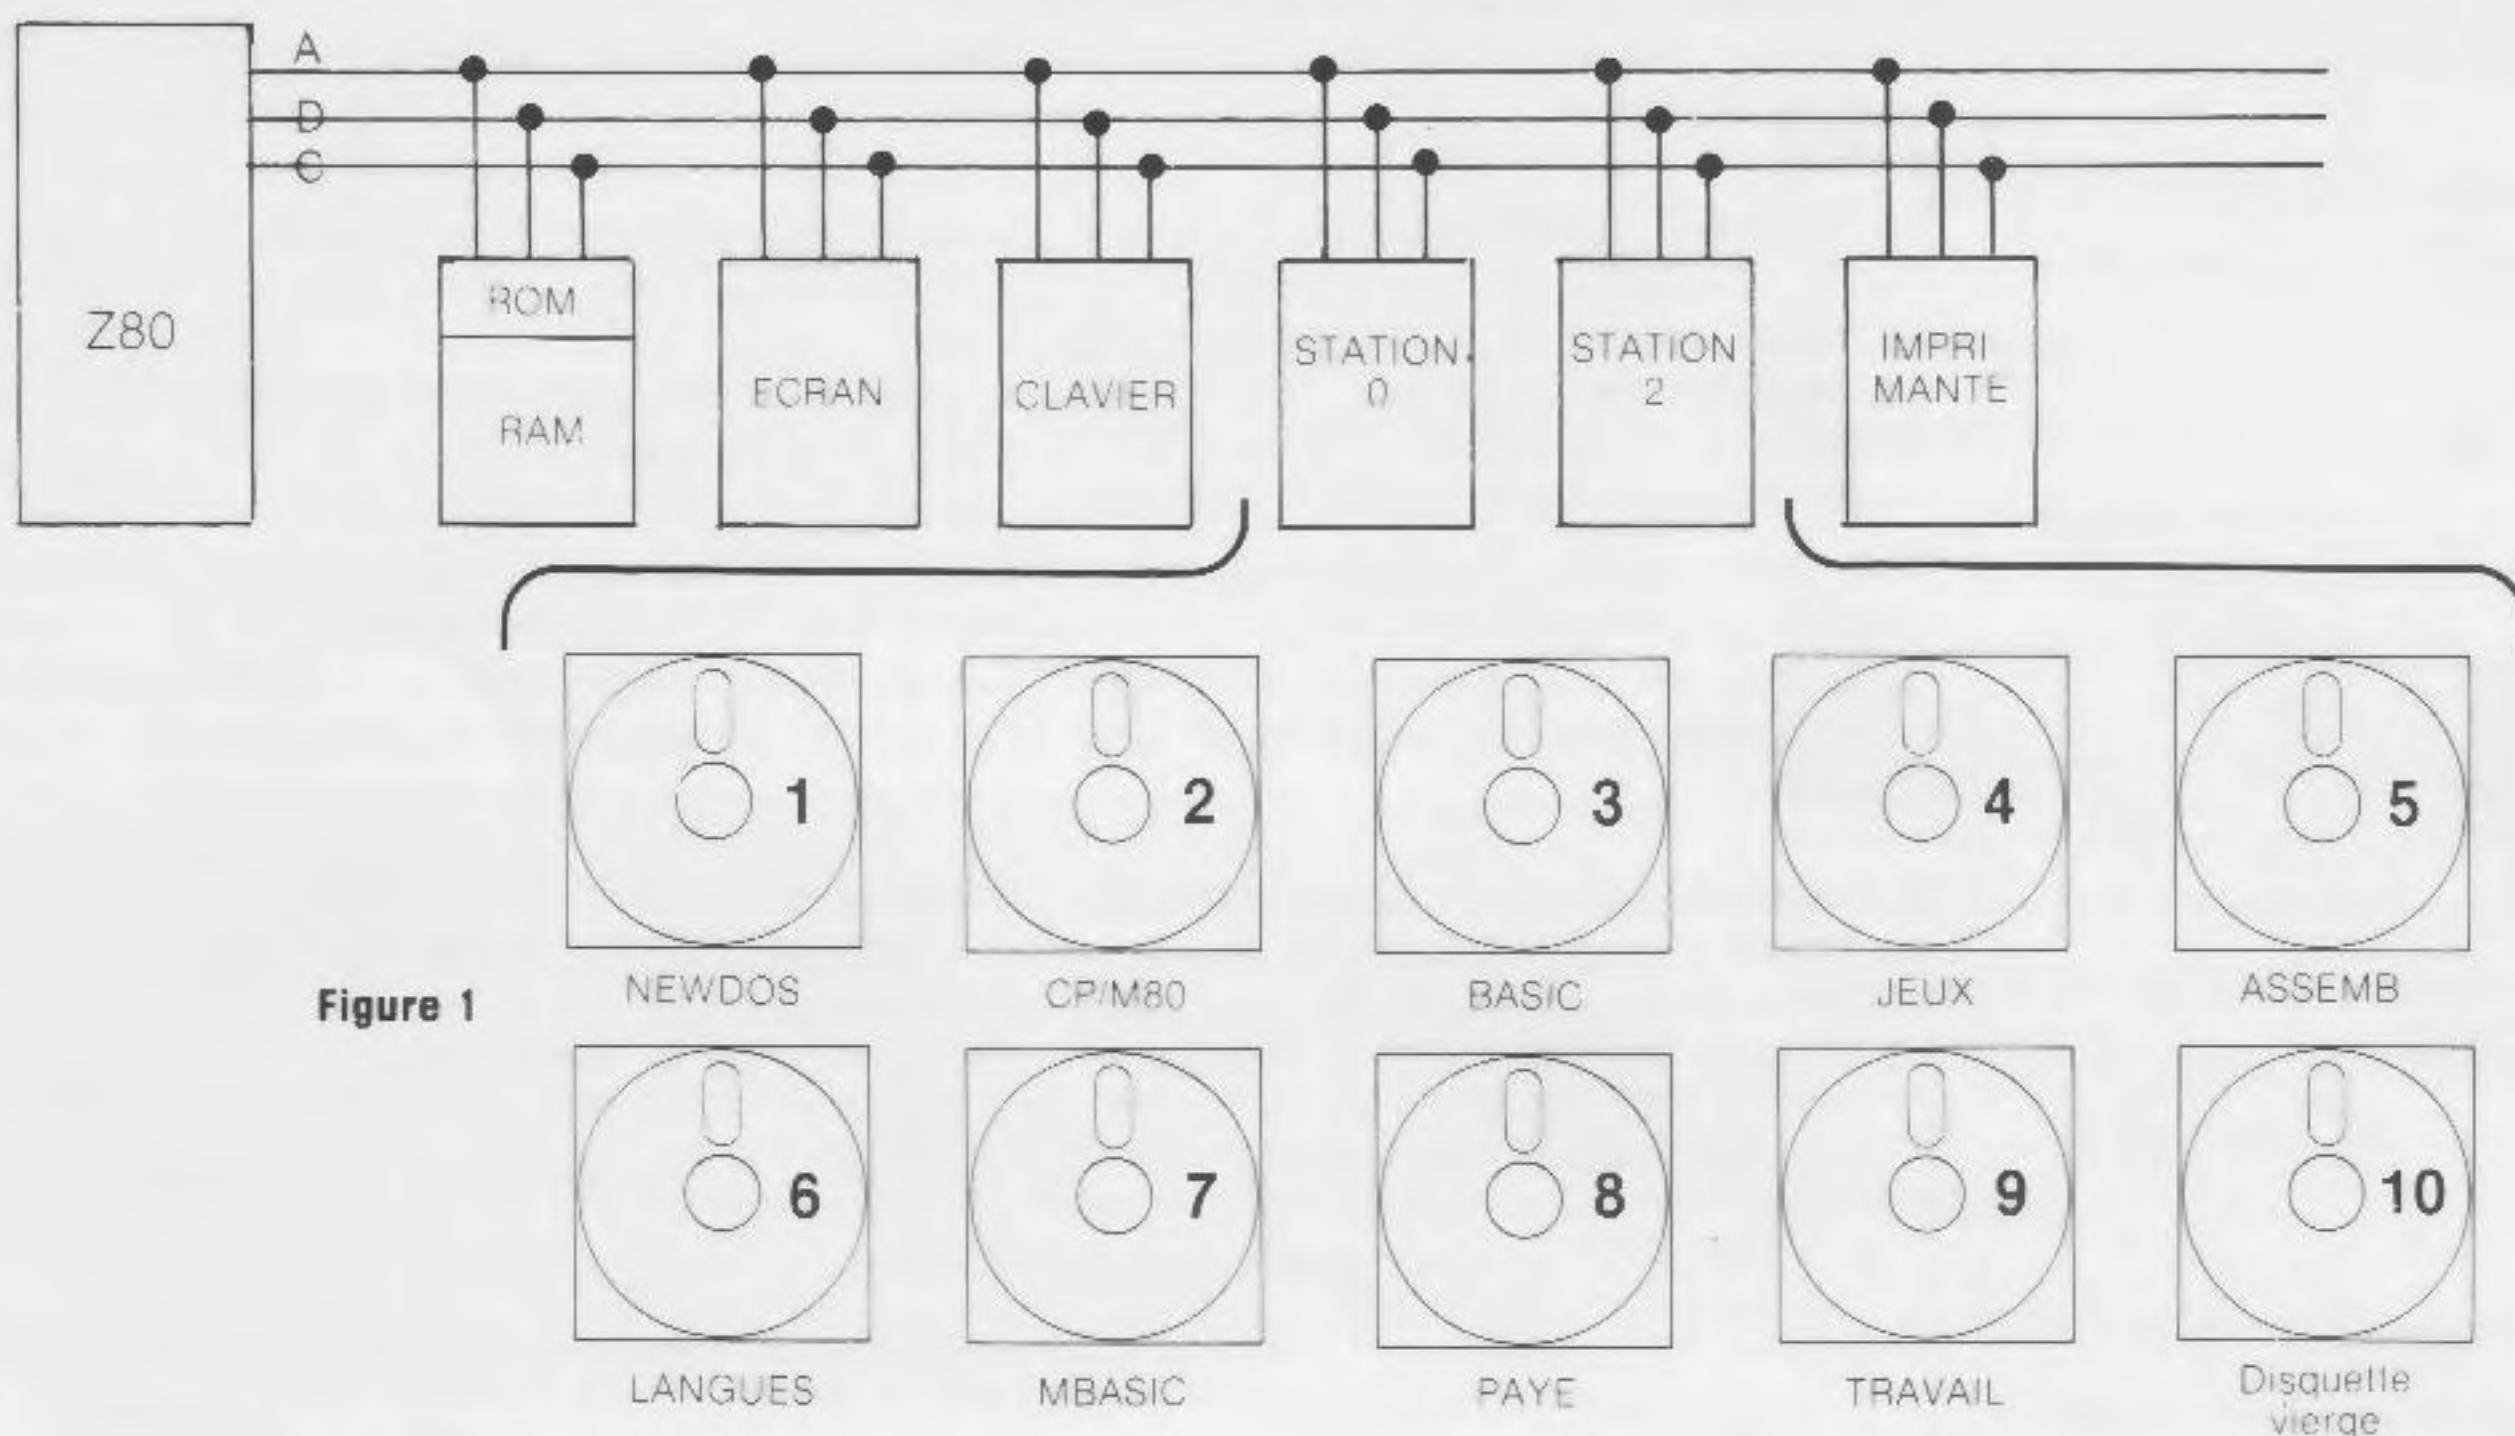 A
D
C
Z80
ROM
RAM
ECRAN
CLAVIER
STATION
0
STATION
2
IMPRI
MANTE
1
2
3
4
5
NEWDOS
CP/M80
BASIC
JEUX
ASSEMB
Figure 1
6
7
8
9
10
LANGUES
MBASIC
PAYE
TRAVAIL
Disquette
vierge